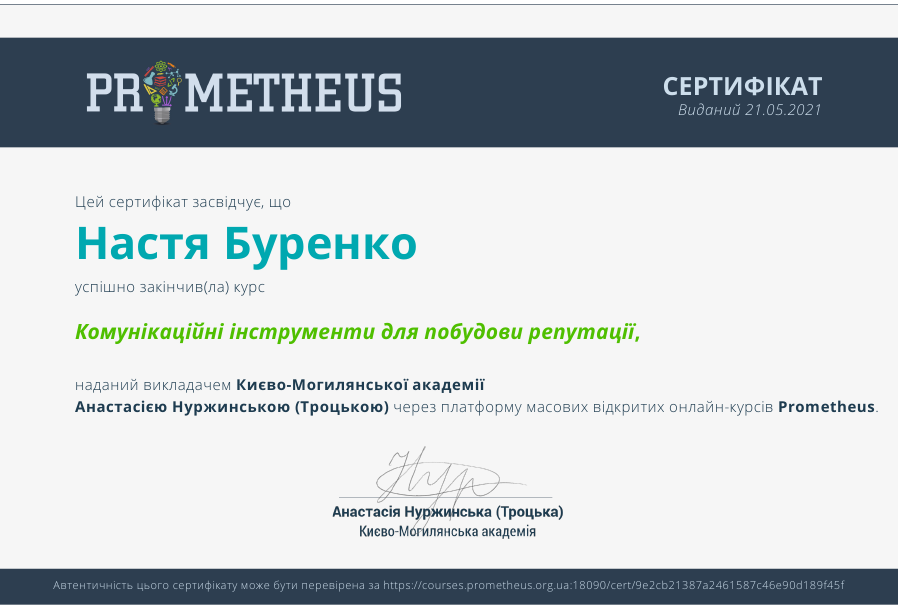 PROMETHEUS
СЕРТИФІКАТ
Виданий 21.05.2021
Цей сертифікат засвідчує, що
Настя Буренко
успішно закінчив(ла) курс
Комунікаційні інструменти для побудови репутації,
наданий викладачем Києво-Могилянської академії
Анастасією Нуржинською (Троцькою) через платформу масових відкритих онлайн-курсів Prometheus.
Нур
Анастасія Нуржинська (Троцька)
Києво-Могилянська академія
Автентичність цього сертифікату може бути перевірена за https://courses.prometheus.org.ua:18090/cert/9e2cb21387a2461587c46e90d189f45f